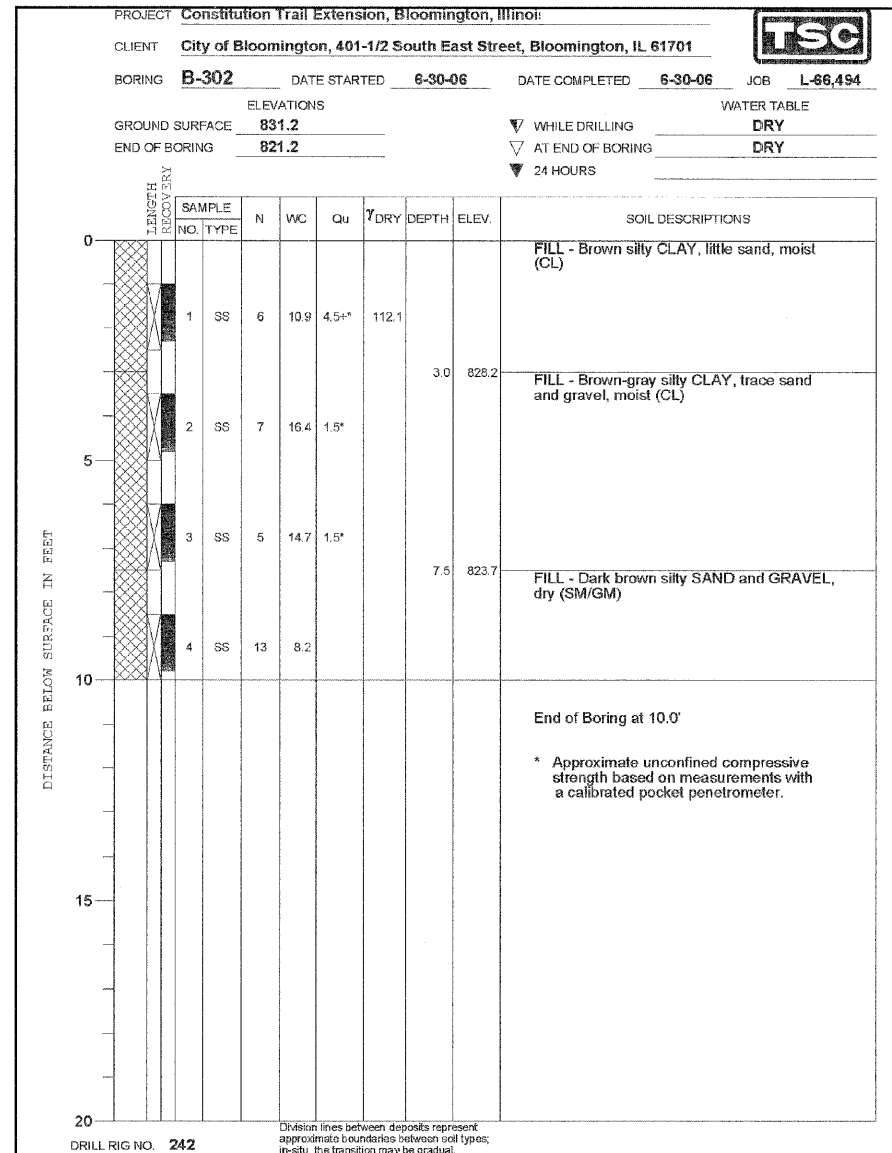 PROJECT Constitution Trail Extension, Bloomington, Illinois
TSC
CLIENT City of Bloomington, 401-1/2 South East Street, Bloomington, IL 61701
BORING B-302 DATE STARTED 6-30-06 DATE COMPLETED 6-30-06 JOB L-66,494
ELEVATIONS WATER TABLE
GROUND SURFACE 831.2 WHILE DRILLING DRY
END OF BORING 821.2 AT END OF BORING DRY
24 HOURS
LENGTH
RECOVERY
SAMPLE N WC Qu γDRY DEPTH ELEV. SOIL DESCRIPTIONS
NO. TYPE
0
FILL - Brown silty CLAY, little sand, moist
(CL)
1 SS 6 10.9 4.5+* 112.1
3.0 828.2
FILL - Brown-gray silty CLAY, trace sand
and gravel, moist (CL)
2 SS 7 16.4 1.5*
5
3 SS 5 14.7 1.5*
7.5 823.7
FILL - Dark brown silty SAND and GRAVEL,
dry (SM/GM)
4 SS 13 8.2
10
DISTANCE BELOW SURFACE IN FEET
End of Boring at 10.0'
* Approximate unconfined compressive
strength based on measurements with
a calibrated pocket penetrometer.
15
20
DRILL RIG NO. 242
Division lines between deposits represent
approximate boundaries between soil types;
in-situ, the transition may be gradual.